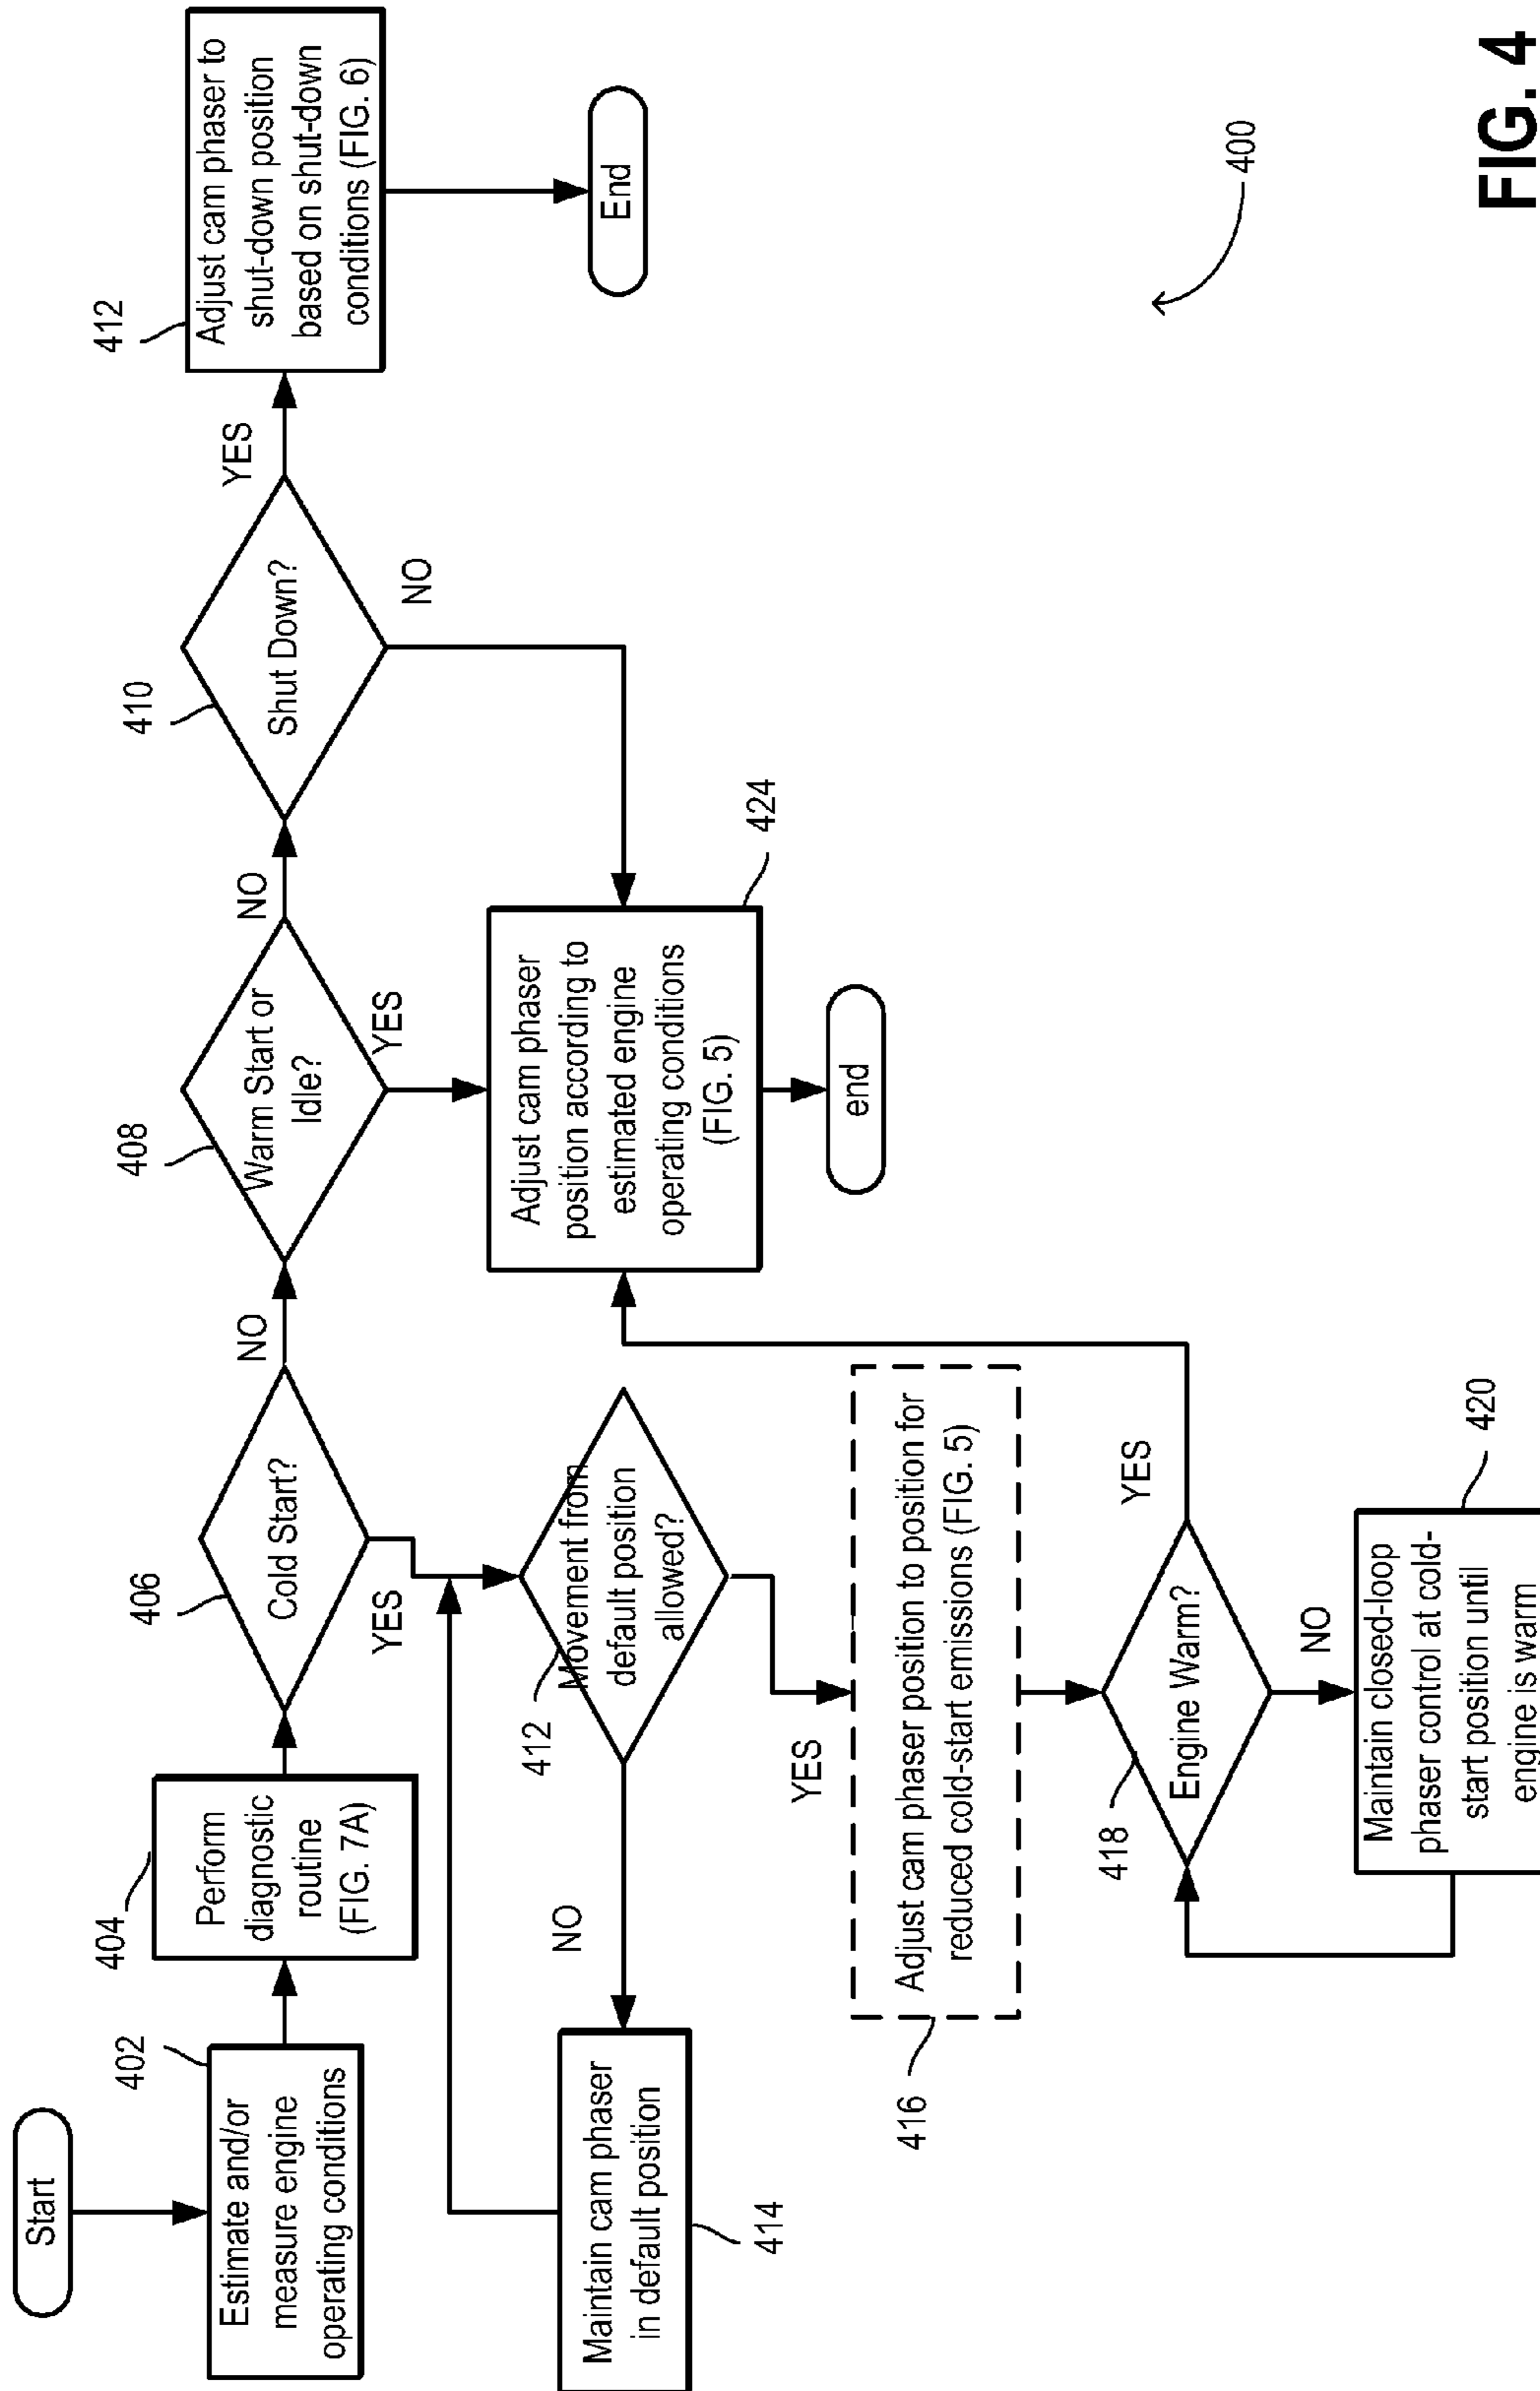 Start
402
Estimate and/or
measure engine
operating conditions
404
Perform
diagnostic
routine
(FIG. 7A)
406
Cold Start?
NO
YES
408
Warm Start or
Idle?
NO
YES
410
Shut Down?
YES
NO
412
Adjust cam phaser to
shut-down position
based on shut-down
conditions (FIG. 6)
End
412
Movement from
default position
allowed?
NO
YES
Maintain cam phaser
in default position
414
Adjust cam phaser
position according to
estimated engine
operating conditions
(FIG. 5)
424
end
416
Adjust cam phaser position to position for
reduced cold-start emissions (FIG. 5)
418
Engine Warm?
YES
NO
420
Maintain closed-loop
phaser control at cold-
start position until
engine is warm
400
FIG. 4